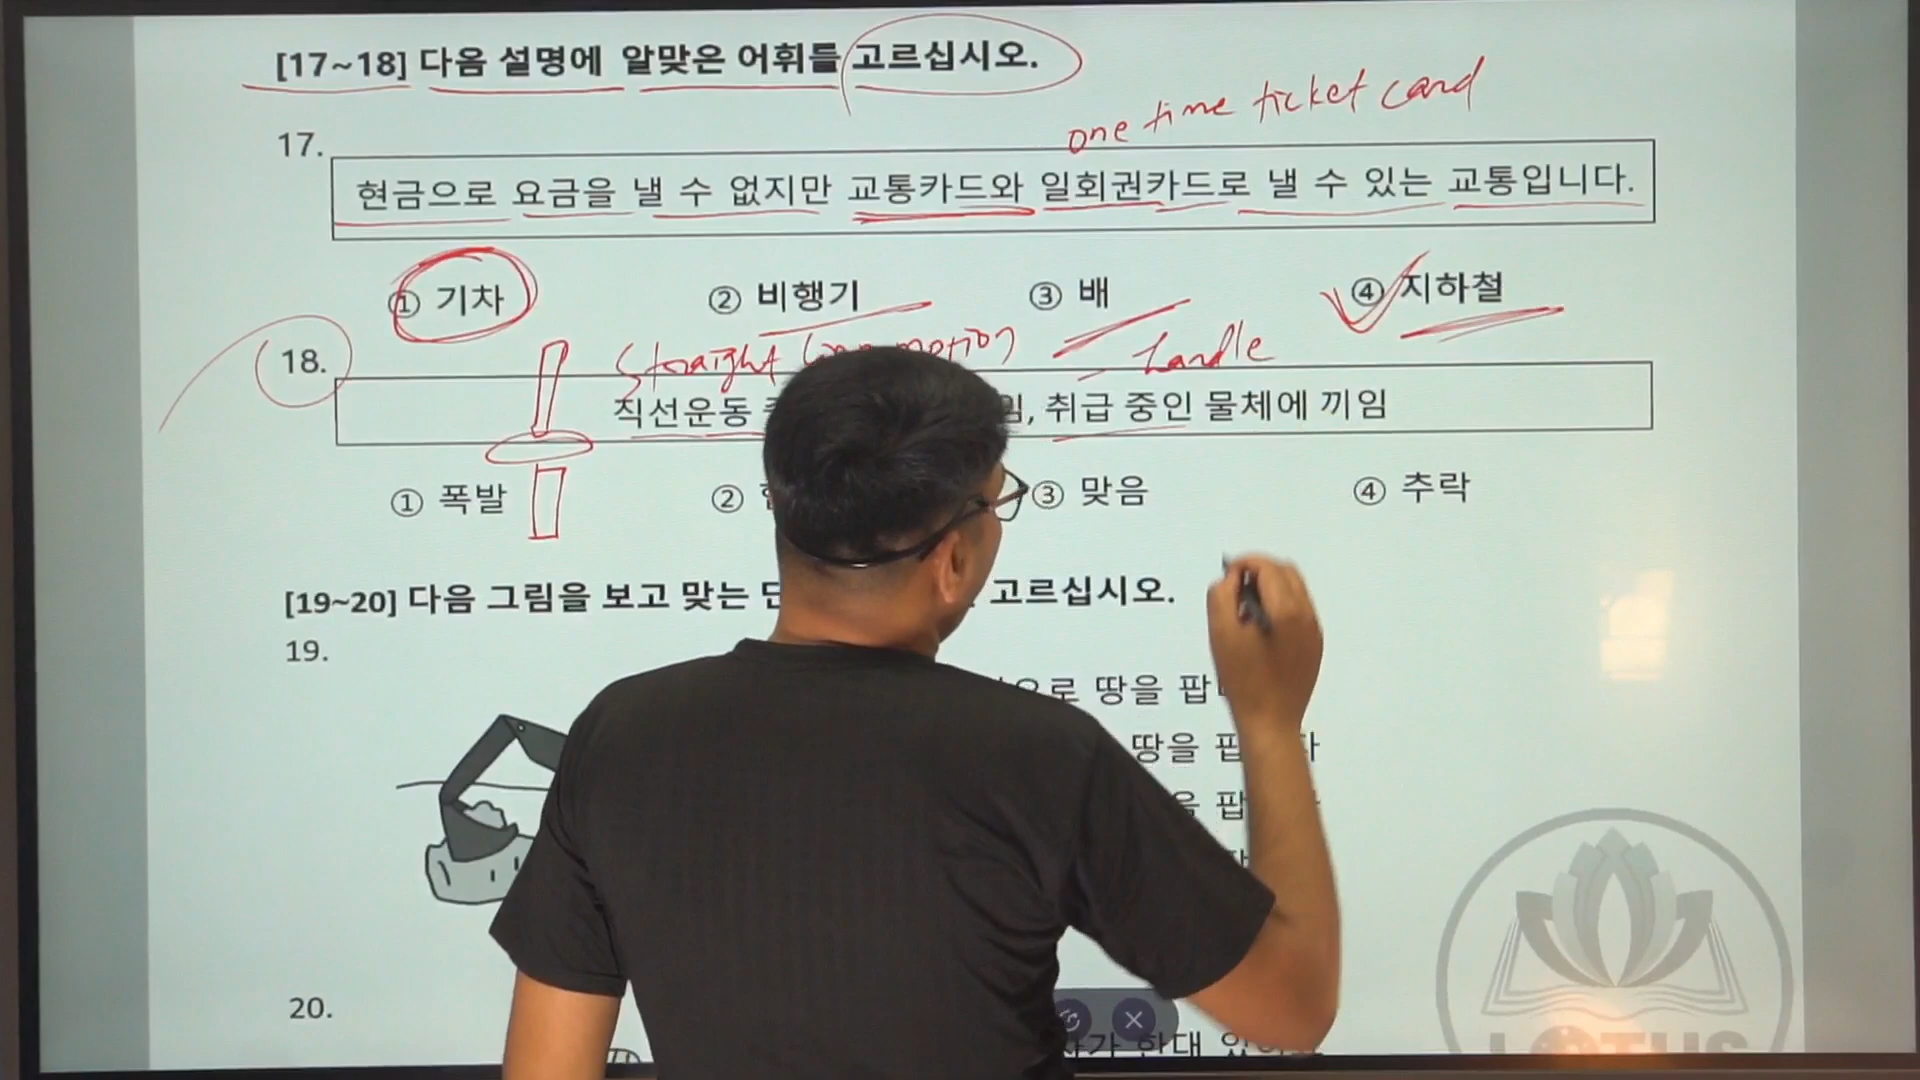 [17~18] 다음 설명에 알맞은 어휘를 고르십시오.
one time ticket card
17.
현금으로 요금을 낼 수 없지만 교통카드와 일회권카드로 낼 수 있는 교통입니다.
① 기차 ② 비행기 ③ 배 ④ 지하철
Straight motion handle
18.
직선운동 취급 중인 물체에 끼임
① 폭발 ② ③ 맞음 ④ 추락
[19~20] 다음 그림을 보고 맞는 고르십시오.
19.
땅을
땅을
20.
한대
LOTUS